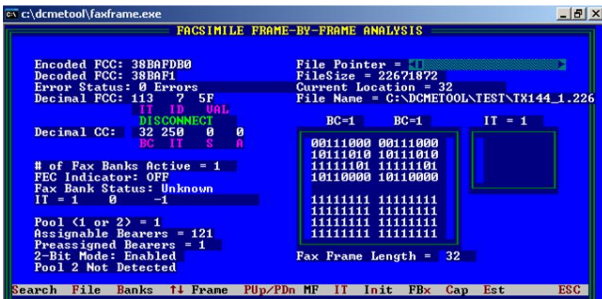 c:\dcmetool\faxframe.exe
FACSIMILE FRAME-BY-FRAME ANALYSIS
Encoded FCC: 38BAFDB0
Decoded FCC: 38BAF1
Error Status: 0 Errors
Decimal FCC: 113 7 5F
IT ID VAL
DISCONNECT
Decimal CC: 32 250 0 0
BC IT S A
# of Fax Banks Active = 1
FEC Indicator: OFF
Fax Bank Status: Unknown
IT = 1 0 -1
Pool (1 or 2) = 1
Assignable Bearers = 121
Preassigned Bearers = 1
2-Bit Mode: Enabled
Pool 2 Not Detected
File Pointer =
FileSize = 22671872
Current Location = 32
File Name = C:\DCMETOOL\TEST\TX144_1.226
BC=1 BC=1 IT = 1
00111000 00111000
10111010 10111010
11111101 11111101
10110000 10110000
11111111 11111111
11111111 11111111
11111111 11111111
11111111 11111111
Fax Frame Length = 32
Search File Banks ↑↓ Frame PUp/PDn MF IT Init FBx Cap Est ESC